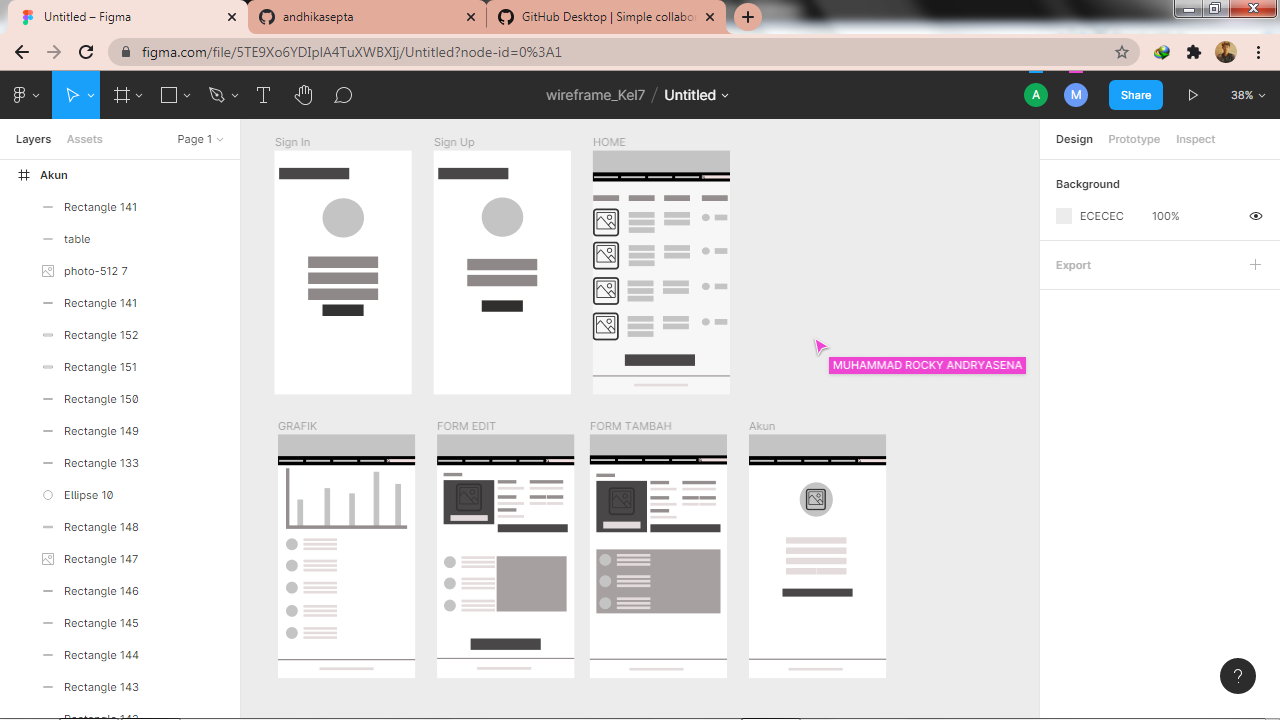 Untitled – Figma
andhikasepta
GitHub Desktop | Simple collabo
figma.com/file/5TE9Xo6YDIplA4TuXWBXIj/Untitled?node-id=0%3A1
wireframe_Kel7 / Untitled
A
M
Share
38%
Layers
Assets
Page 1
Akun
Rectangle 141
table
photo-512 7
Rectangle 141
Rectangle 152
Rectangle 151
Rectangle 150
Rectangle 149
Rectangle 133
Ellipse 10
Rectangle 148
Rectangle 147
Rectangle 146
Rectangle 145
Rectangle 144
Rectangle 143
Sign In
Sign Up
HOME
MUHAMMAD ROCKY ANDRYASENA
GRAFIK
FORM EDIT
FORM TAMBAH
Akun
Design
Prototype
Inspect
Background
ECECEC
100%
Export
?